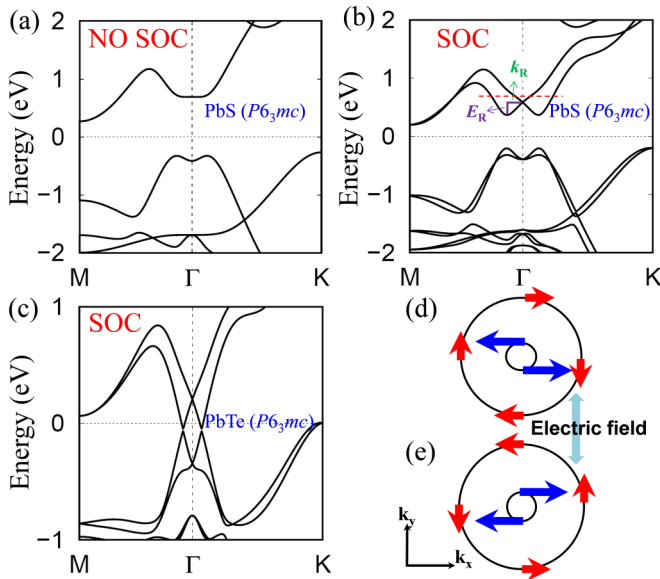 (a)
NO SOC
PbS (P6₃mc)
Energy (eV)
2
1
0
−1
−2
M
Γ
K
(b)
SOC
k_R
E_R
PbS (P6₃mc)
Energy (eV)
2
1
0
−1
−2
M
Γ
K
(c)
SOC
PbTe (P6₃mc)
Energy (eV)
1
0
−1
M
Γ
K
(d)
Electric field
(e)
k_y
k_x